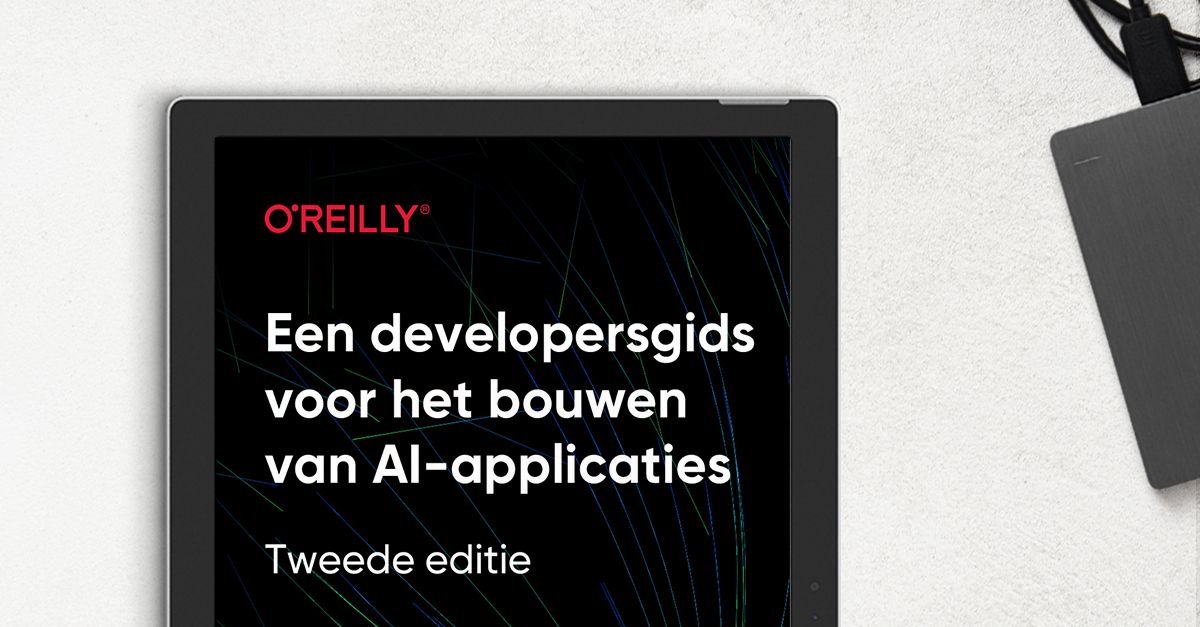 O'REILLY®
Een developersgids
voor het bouwen
van AI-applicaties
Tweede editie